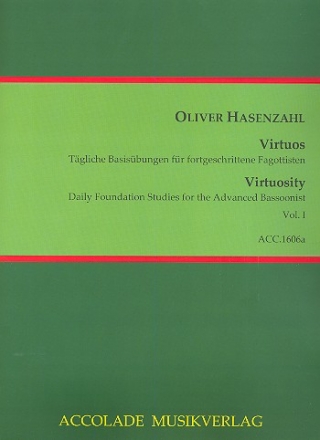 OLIVER HASENZAHL
Virtuos
Tägliche Basisübungen für fortgeschrittene Fagottisten
Virtuosity
Daily Foundation Studies for the Advanced Bassoonist
Vol. I
ACC.1606a
ACCOLADE MUSIKVERLAG